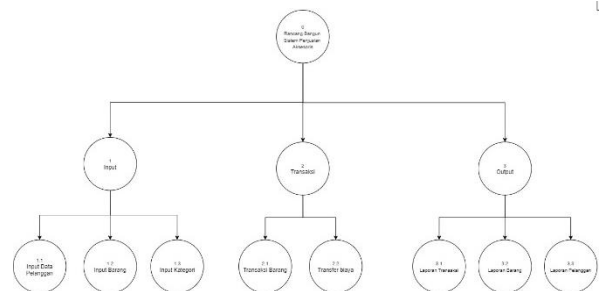 0
Rancang Bangun
Sistem Penjualan
Aksesoris
1
Input
2
Transaksi
3
Output
1.1
Input Data
Pelanggan
1.2
Input Barang
1.3
Input Kategori
2.1
Transaksi Barang
2.2
Transfer Biaya
3.1
Laporan Transaksi
3.2
Laporan Barang
3.3
Laporan Pelanggan